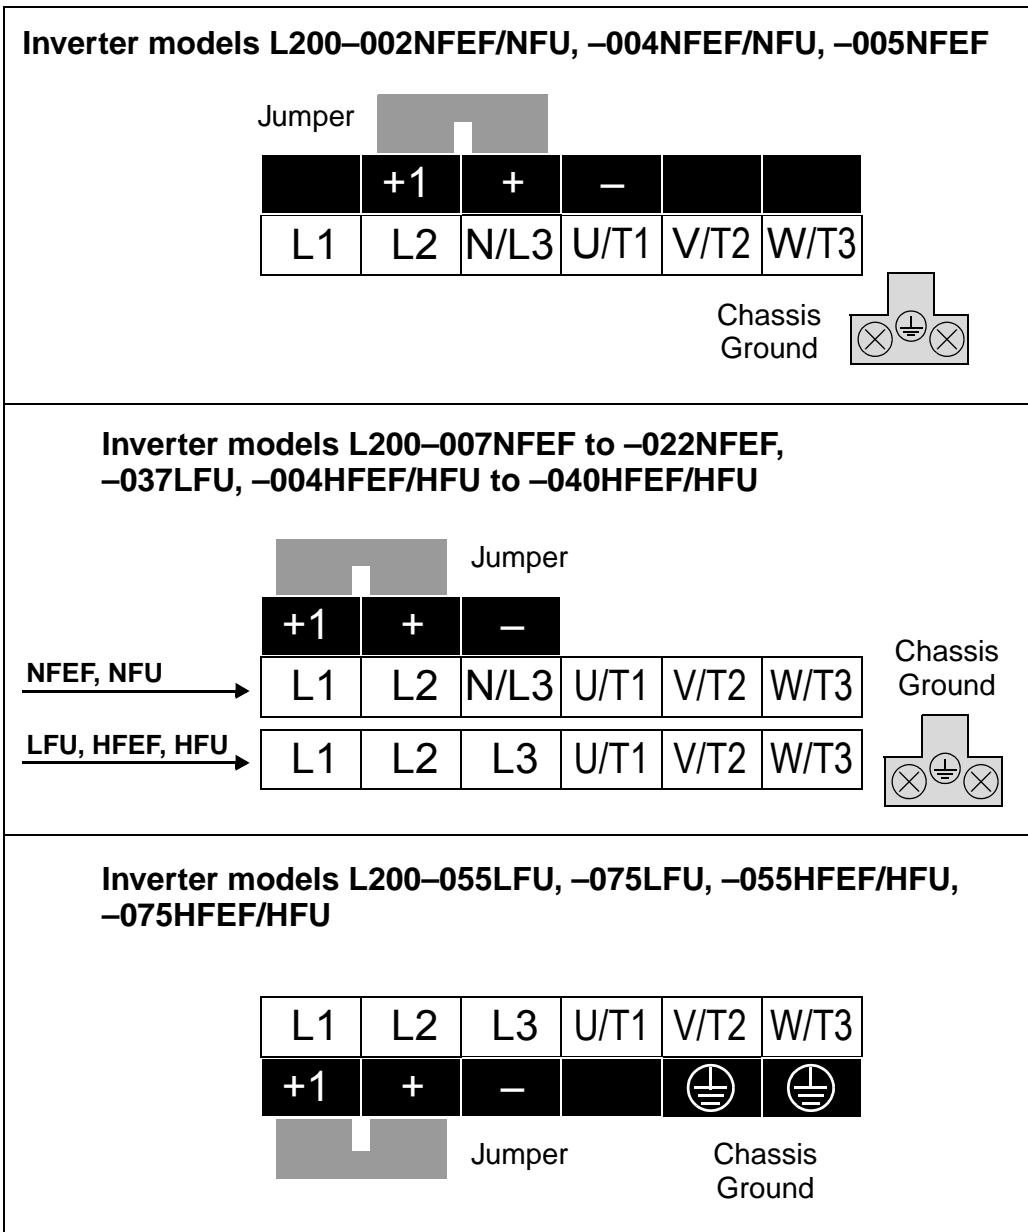 Inverter models L200–002NFEF/NFU, –004NFEF/NFU, –005NFEF
Jumper
+1 + –
L1 L2 N/L3 U/T1 V/T2 W/T3
Chassis
Ground
Inverter models L200–007NFEF to –022NFEF,
–037LFU, –004HFEF/HFU to –040HFEF/HFU
Jumper
+1 + –
Chassis
Ground
NFEF, NFU
L1 L2 N/L3 U/T1 V/T2 W/T3
LFU, HFEF, HFU
L1 L2 L3 U/T1 V/T2 W/T3
Inverter models L200–055LFU, –075LFU, –055HFEF/HFU,
–075HFEF/HFU
L1 L2 L3 U/T1 V/T2 W/T3
+1 + –
Jumper
Chassis
Ground